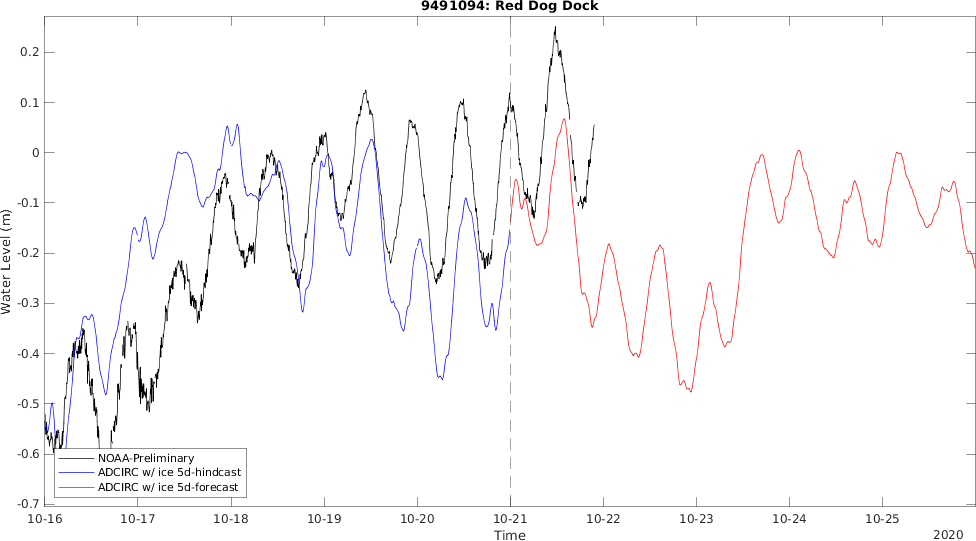 9491094: Red Dog Dock
Water Level (m)
0.2
0.1
0
-0.1
-0.2
-0.3
-0.4
-0.5
-0.6
-0.7
NOAA-Preliminary
ADCIRC w/ ice 5d-hindcast
ADCIRC w/ ice 5d-forecast
10-16 10-17 10-18 10-19 10-20 10-21 10-22 10-23 10-24 10-25
Time
2020